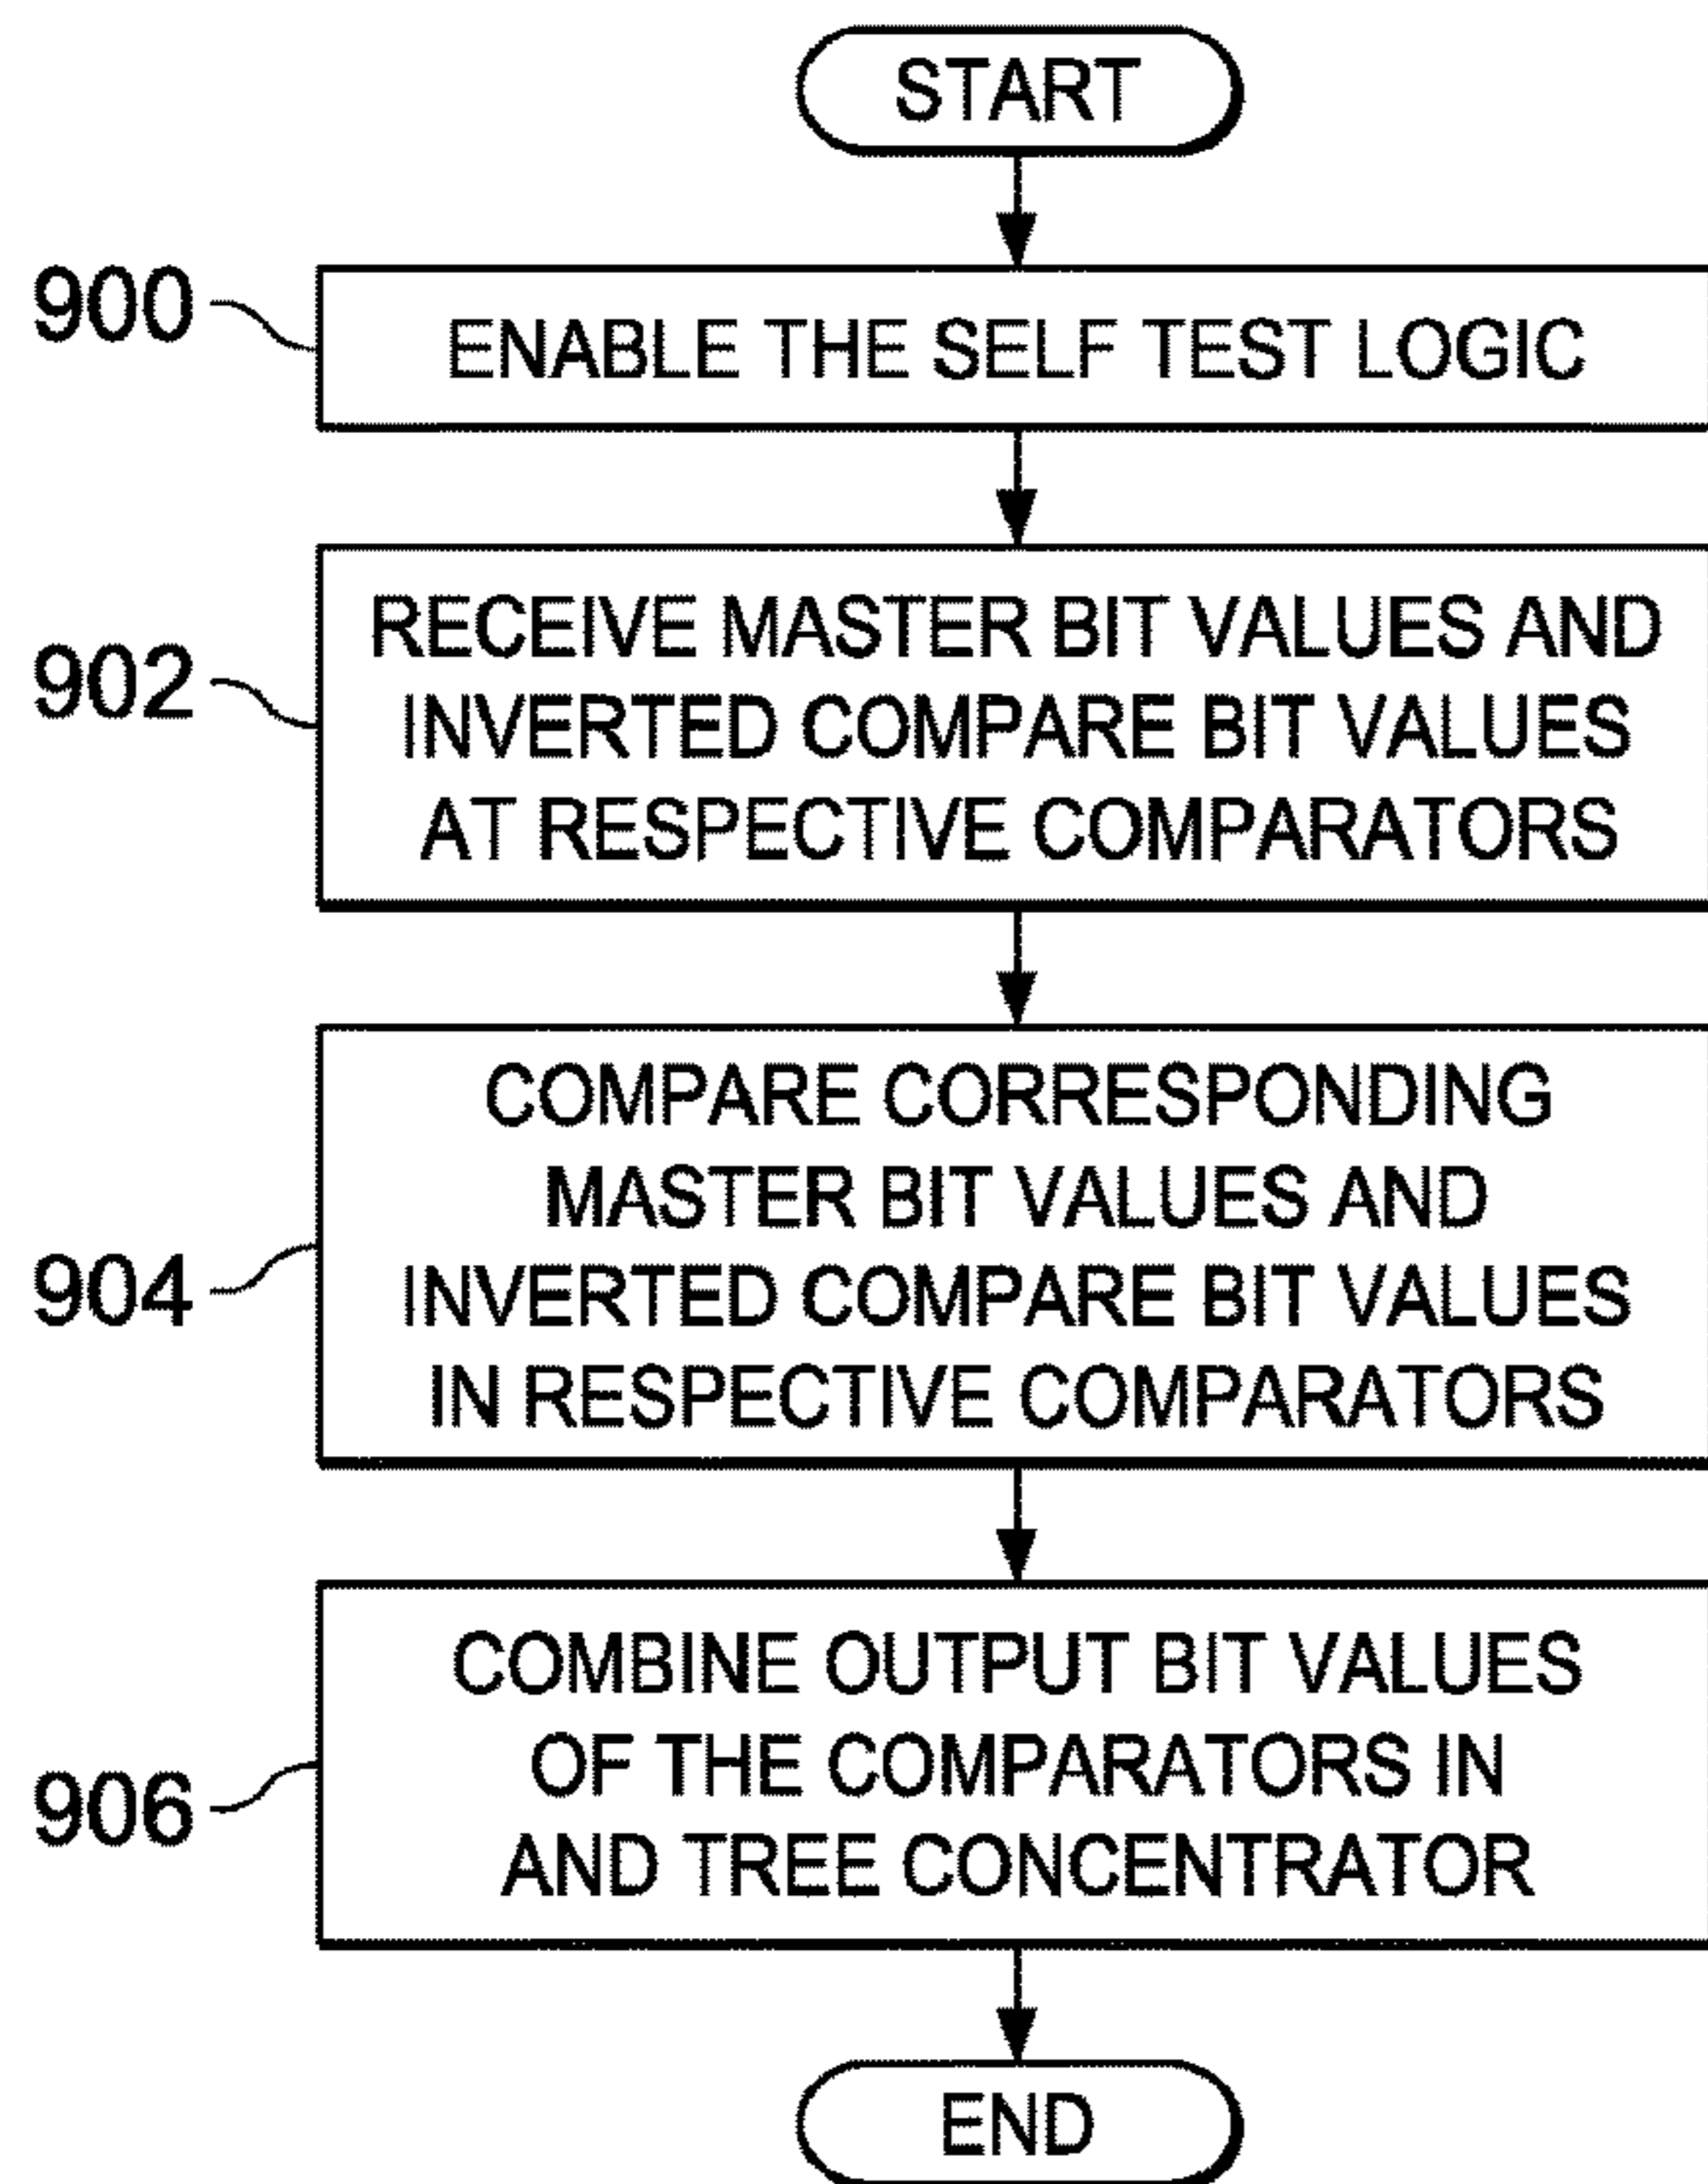 START
900
ENABLE THE SELF TEST LOGIC
902
RECEIVE MASTER BIT VALUES AND
INVERTED COMPARE BIT VALUES
AT RESPECTIVE COMPARATORS
904
COMPARE CORRESPONDING
MASTER BIT VALUES AND
INVERTED COMPARE BIT VALUES
IN RESPECTIVE COMPARATORS
906
COMBINE OUTPUT BIT VALUES
OF THE COMPARATORS IN
AND TREE CONCENTRATOR
END